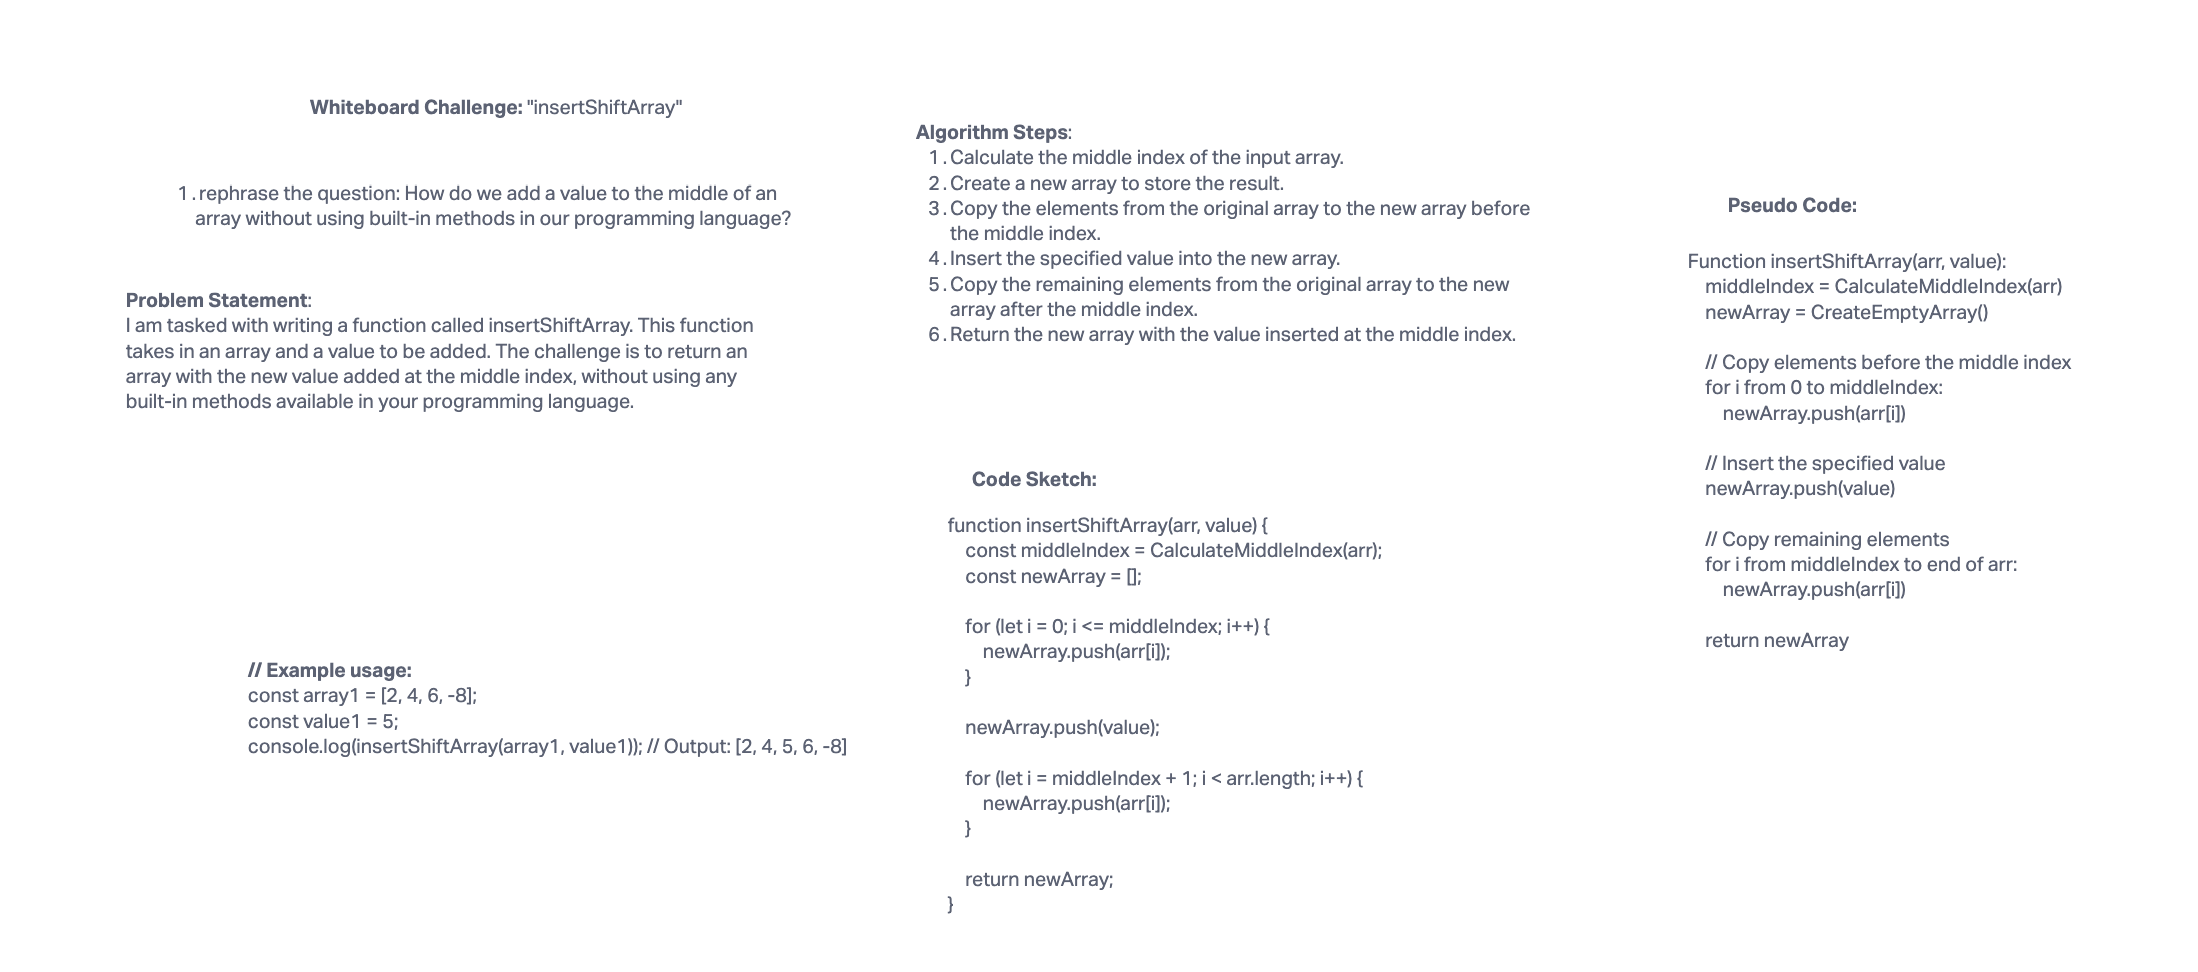 Whiteboard Challenge: "insertShiftArray"
1. rephrase the question: How do we add a value to the middle of an
array without using built-in methods in our programming language?
Problem Statement:
I am tasked with writing a function called insertShiftArray. This function
takes in an array and a value to be added. The challenge is to return an
array with the new value added at the middle index, without using any
built-in methods available in your programming language.
// Example usage:
const array1 = [2, 4, 6, -8];
const value1 = 5;
console.log(insertShiftArray(array1, value1)); // Output: [2, 4, 5, 6, -8]
Algorithm Steps:
1. Calculate the middle index of the input array.
2. Create a new array to store the result.
3. Copy the elements from the original array to the new array before
the middle index.
4. Insert the specified value into the new array.
5. Copy the remaining elements from the original array to the new
array after the middle index.
6. Return the new array with the value inserted at the middle index.
Code Sketch:
function insertShiftArray(arr, value) {
const middleIndex = CalculateMiddleIndex(arr);
const newArray = [];
for (let i = 0; i <= middleIndex; i++) {
newArray.push(arr[i]);
}
newArray.push(value);
for (let i = middleIndex + 1; i < arr.length; i++) {
newArray.push(arr[i]);
}
return newArray;
}
Pseudo Code:
Function insertShiftArray(arr, value):
middleIndex = CalculateMiddleIndex(arr)
newArray = CreateEmptyArray()
// Copy elements before the middle index
for i from 0 to middleIndex:
newArray.push(arr[i])
// Insert the specified value
newArray.push(value)
// Copy remaining elements
for i from middleIndex to end of arr:
newArray.push(arr[i])
return newArray